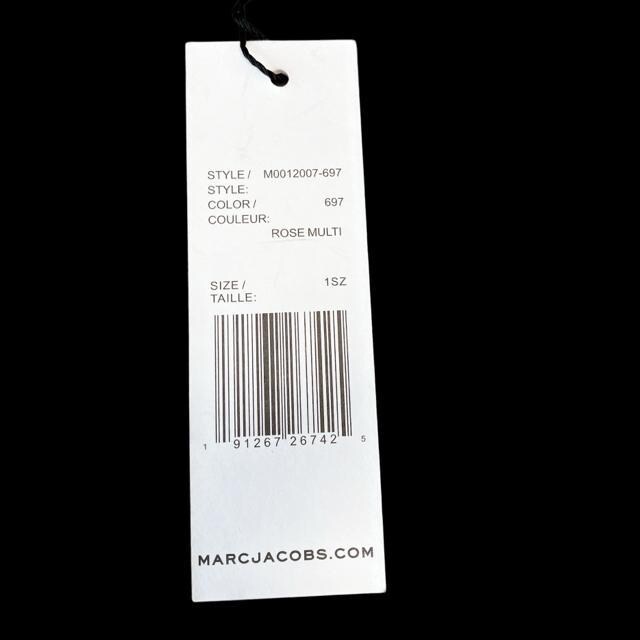 STYLE / M0012007-697
STYLE:
COLOR / 697
COULEUR:
ROSE MULTI
SIZE / 1SZ
TAILLE:
1 91267 26742 5
MARCJACOBS.COM